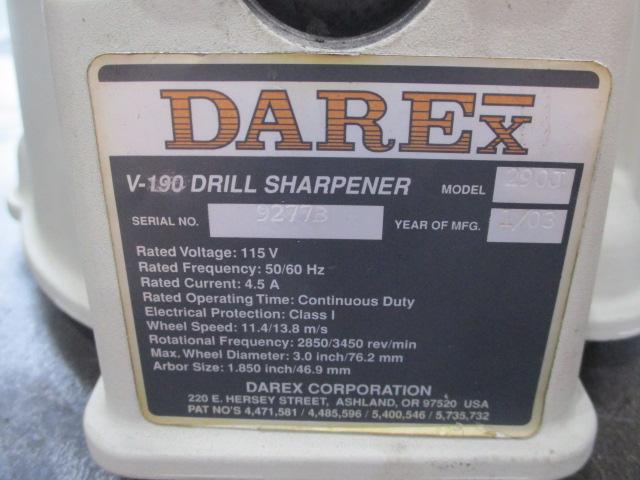 DAREX
V-190 DRILL SHARPENER MODEL 290J
SERIAL NO. 9277B YEAR OF MFG. 1/03
Rated Voltage: 115 V
Rated Frequency: 50/60 Hz
Rated Current: 4.5 A
Rated Operating Time: Continuous Duty
Electrical Protection: Class I
Wheel Speed: 11.4/13.8 m/s
Rotational Frequency: 2850/3450 rev/min
Max. Wheel Diameter: 3.0 inch/76.2 mm
Arbor Size: 1.850 inch/46.9 mm
DAREX CORPORATION
220 E. HERSEY STREET, ASHLAND, OR 97520 USA
PAT NO'S 4,471,581 / 4,485,596 / 5,400,546 / 5,735,732